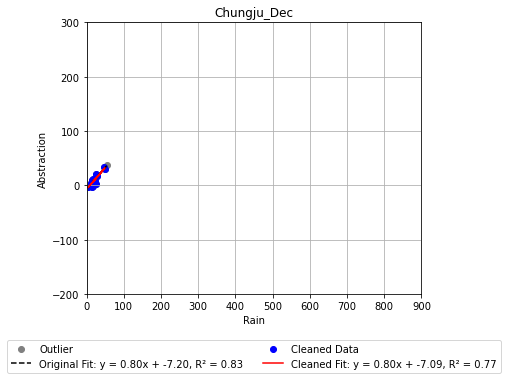 Chungju_Dec
300
200
100
0
−100
−200
Abstraction
0 100 200 300 400 500 600 700 800 900
Rain
Outlier
Original Fit: y = 0.80x + -7.20, R² = 0.83
Cleaned Data
Cleaned Fit: y = 0.80x + -7.09, R² = 0.77